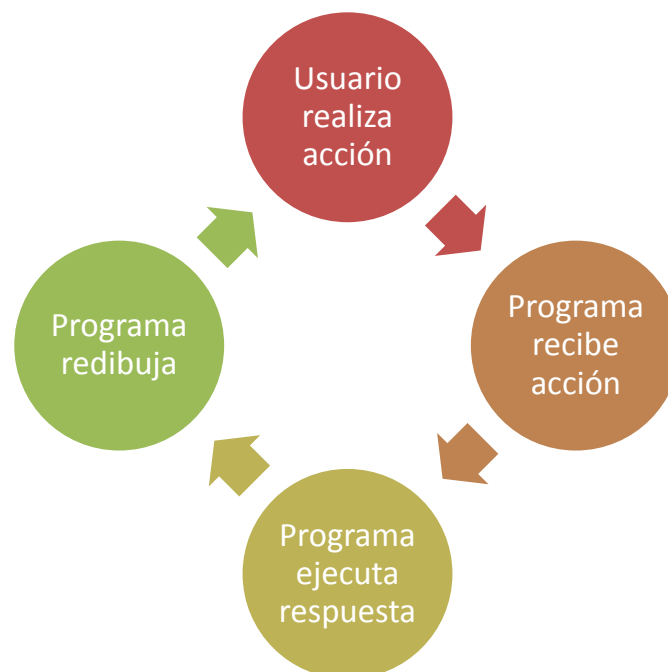 Usuario
realiza
acción
Programa
recibe
acción
Programa
ejecuta
respuesta
Programa
redibuja